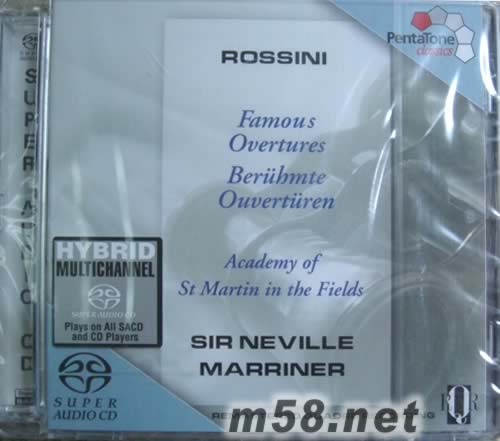 PentaTone
classics
ROSSINI
Famous
Overtures
Berühmte
Ouvertüren
Academy of
St Martin in the Fields
SIR NEVILLE
MARRINER
HYBRID
MULTICHANNEL
SUPER AUDIO CD
Plays on All SACD
and CD Players
SUPER
AUDIO CD
RQR
m58.net